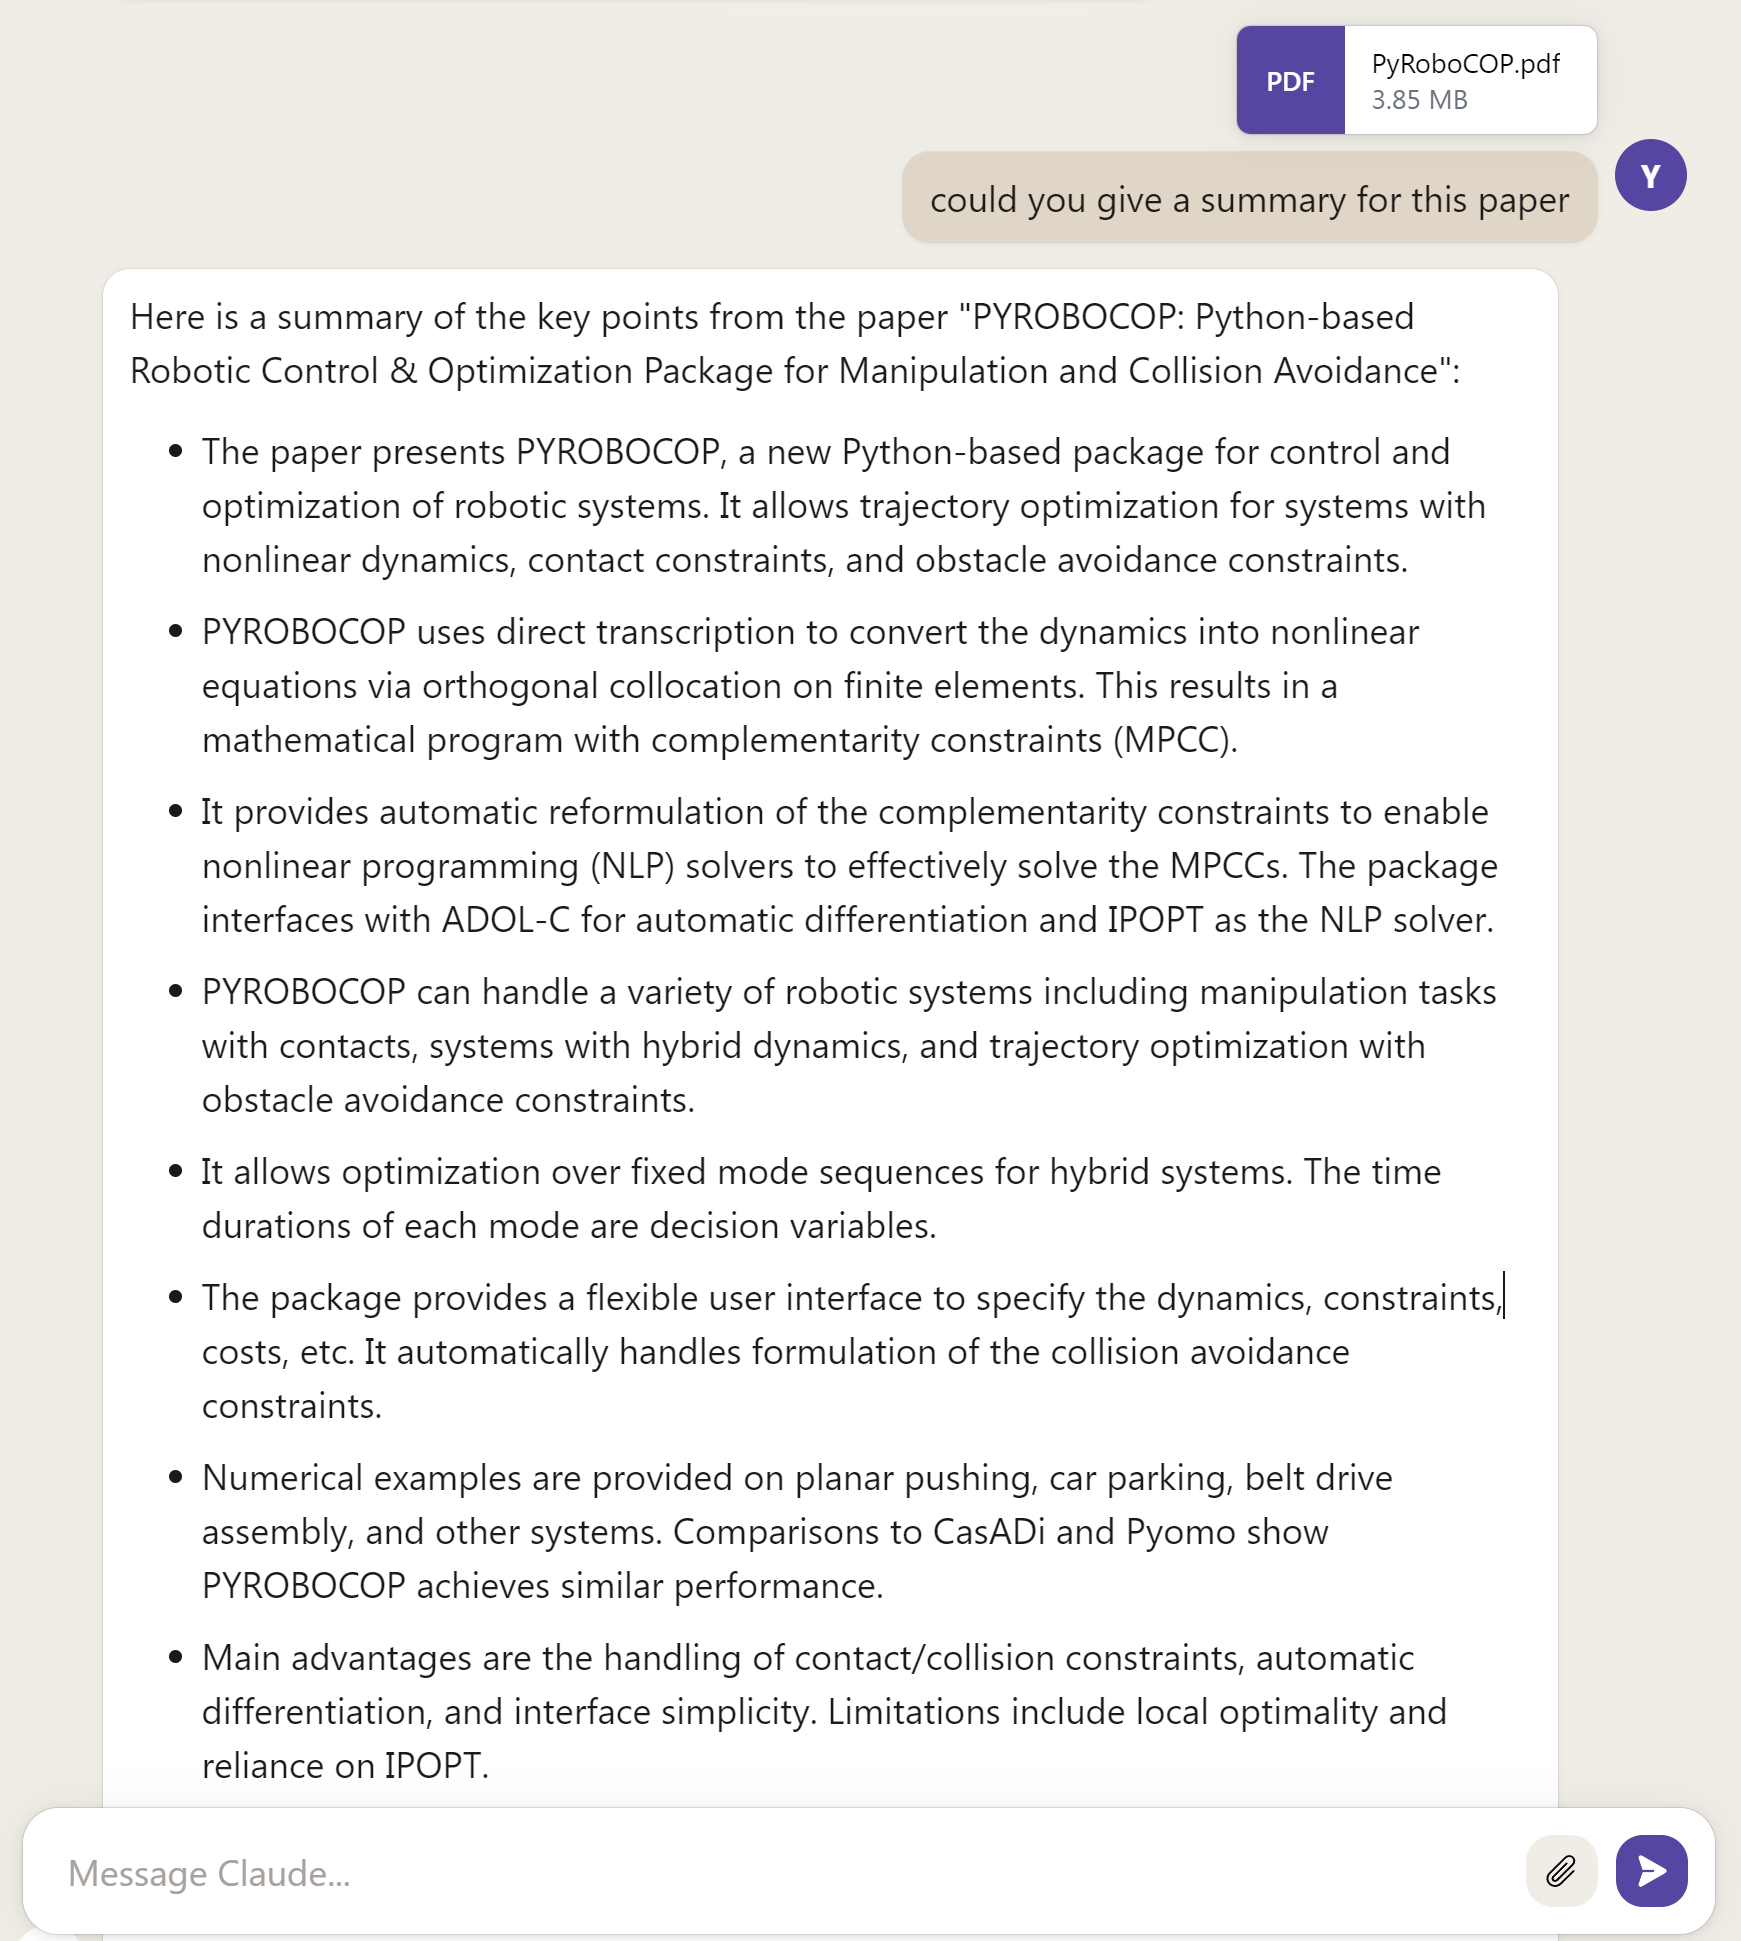 PDF
PyRoboCOP.pdf
3.85 MB
could you give a summary for this paper
Y
Here is a summary of the key points from the paper "PYROBOCOP: Python-based
Robotic Control & Optimization Package for Manipulation and Collision Avoidance":
The paper presents PYROBOCOP, a new Python-based package for control and
optimization of robotic systems. It allows trajectory optimization for systems with
nonlinear dynamics, contact constraints, and obstacle avoidance constraints.
PYROBOCOP uses direct transcription to convert the dynamics into nonlinear
equations via orthogonal collocation on finite elements. This results in a
mathematical program with complementarity constraints (MPCC).
It provides automatic reformulation of the complementarity constraints to enable
nonlinear programming (NLP) solvers to effectively solve the MPCCs. The package
interfaces with ADOL-C for automatic differentiation and IPOPT as the NLP solver.
PYROBOCOP can handle a variety of robotic systems including manipulation tasks
with contacts, systems with hybrid dynamics, and trajectory optimization with
obstacle avoidance constraints.
It allows optimization over fixed mode sequences for hybrid systems. The time
durations of each mode are decision variables.
The package provides a flexible user interface to specify the dynamics, constraints,
costs, etc. It automatically handles formulation of the collision avoidance
constraints.
Numerical examples are provided on planar pushing, car parking, belt drive
assembly, and other systems. Comparisons to CasADi and Pyomo show
PYROBOCOP achieves similar performance.
Main advantages are the handling of contact/collision constraints, automatic
differentiation, and interface simplicity. Limitations include local optimality and
reliance on IPOPT.
Message Claude...